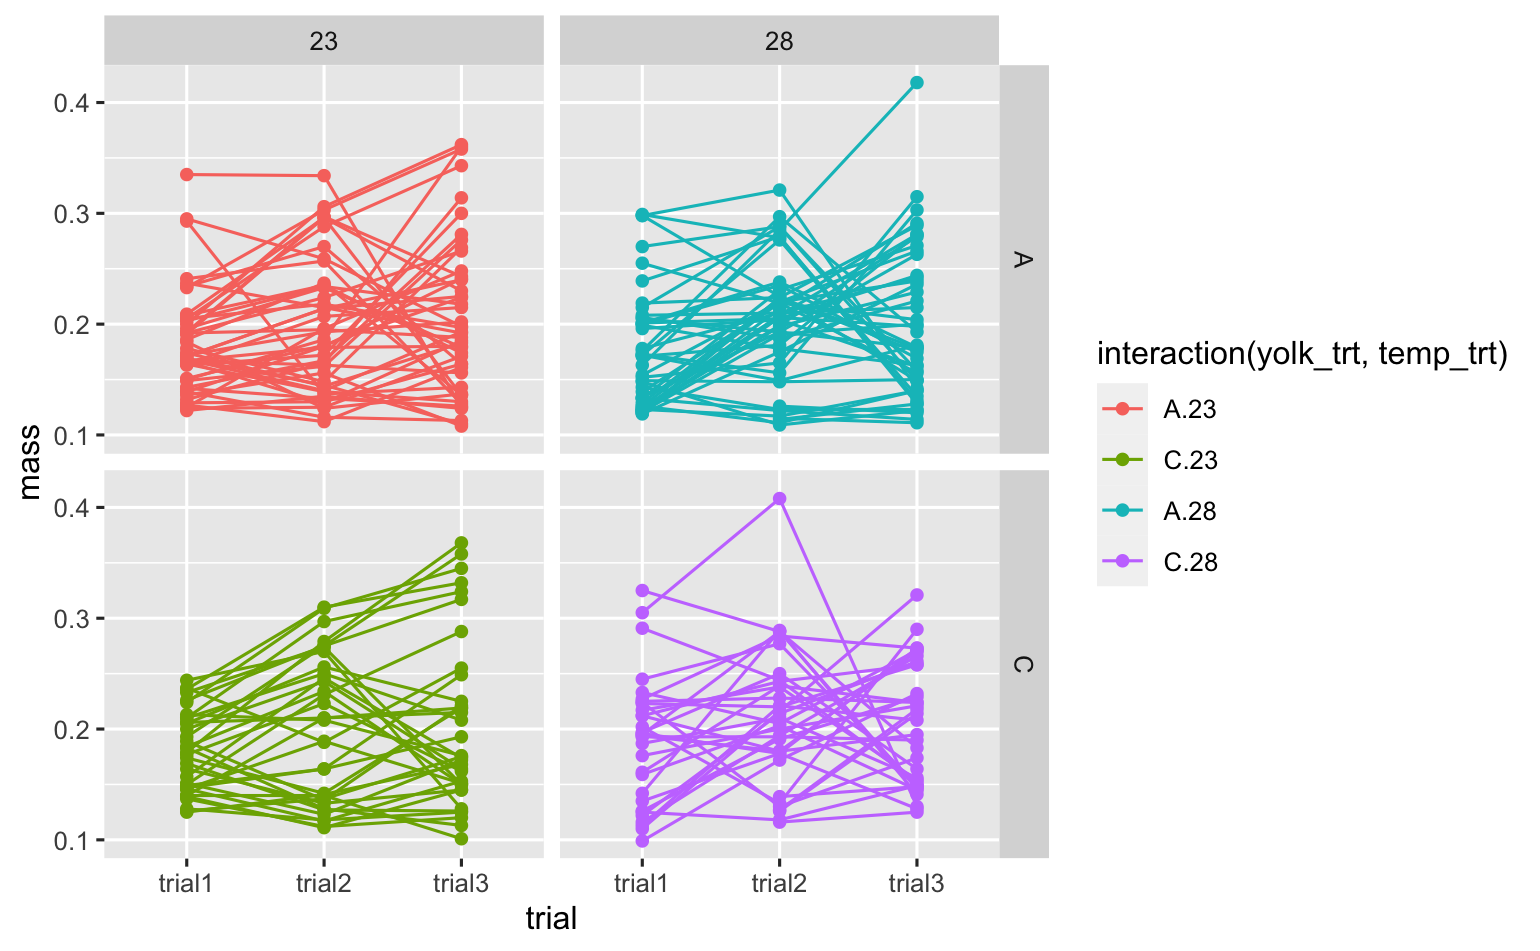 23
28
0.4
0.3
0.2
0.1
A
mass
0.4
0.3
0.2
0.1
C
trial1
trial2
trial3
trial1
trial2
trial3
trial
interaction(yolk_trt, temp_trt)
A.23
C.23
A.28
C.28